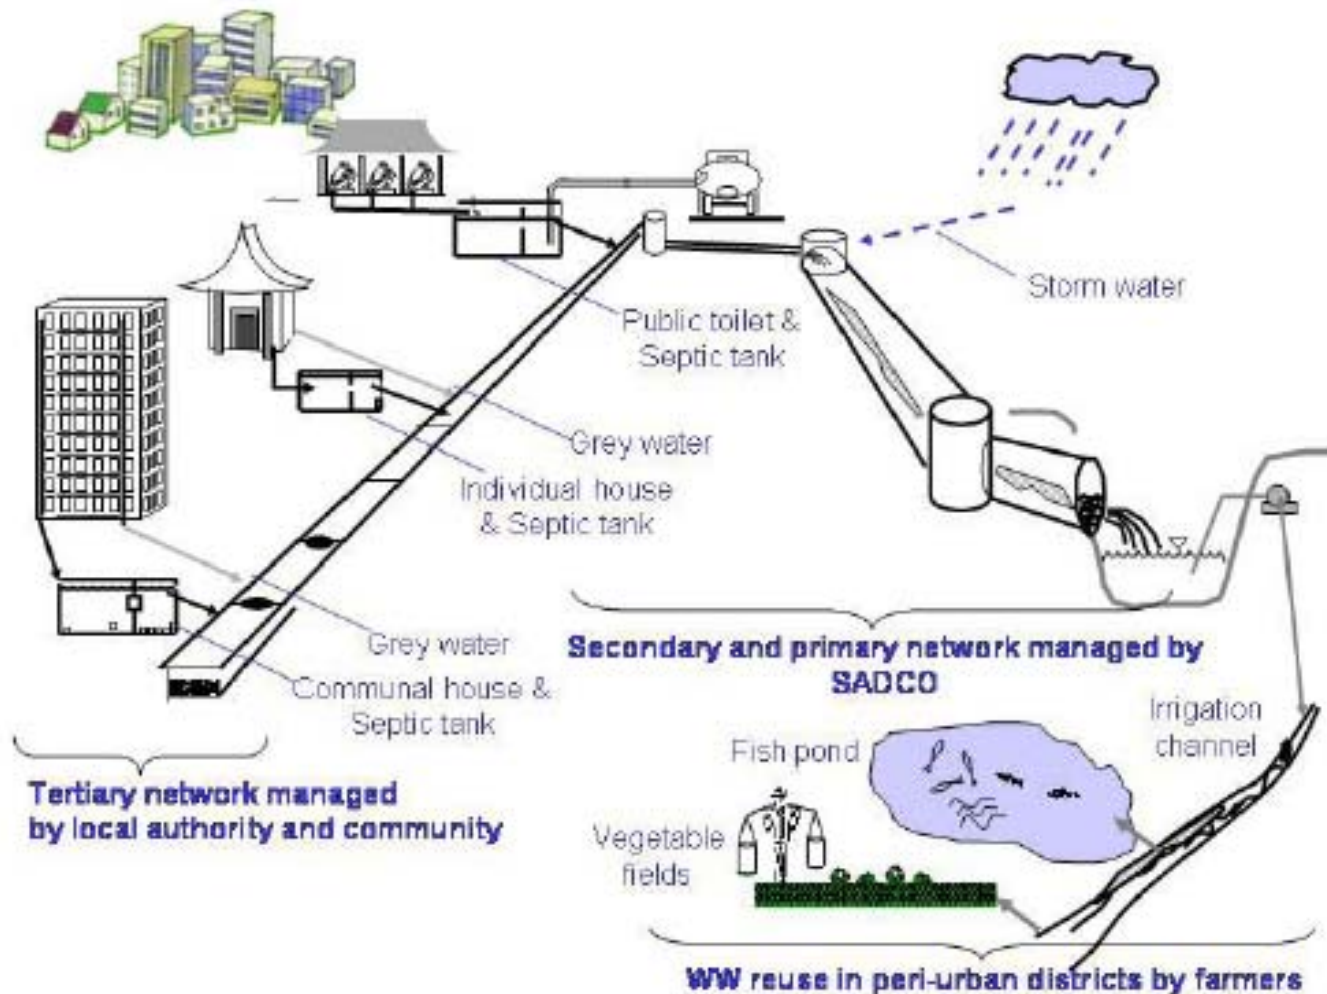 Storm water
Public toilet &
Septic tank
Grey water
Individual house
& Septic tank
Grey water
Communal house &
Septic tank
Secondary and primary network managed by
SADCO
Tertiary network managed
by local authority and community
Irrigation
channel
Fish pond
Vegetable
fields
WW reuse in peri-urban districts by farmers